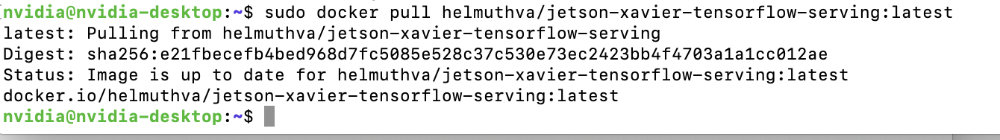 nvidia@nvidia-desktop:~$ sudo docker pull helmuthva/jetson-xavier-tensorflow-serving:latest
latest: Pulling from helmuthva/jetson-xavier-tensorflow-serving
Digest: sha256:e21fbecefb4bed968d7fc5085e528c37c530e73ec2423bb4f4703a1a1cc012ae
Status: Image is up to date for helmuthva/jetson-xavier-tensorflow-serving:latest
docker.io/helmuthva/jetson-xavier-tensorflow-serving:latest
nvidia@nvidia-desktop:~$